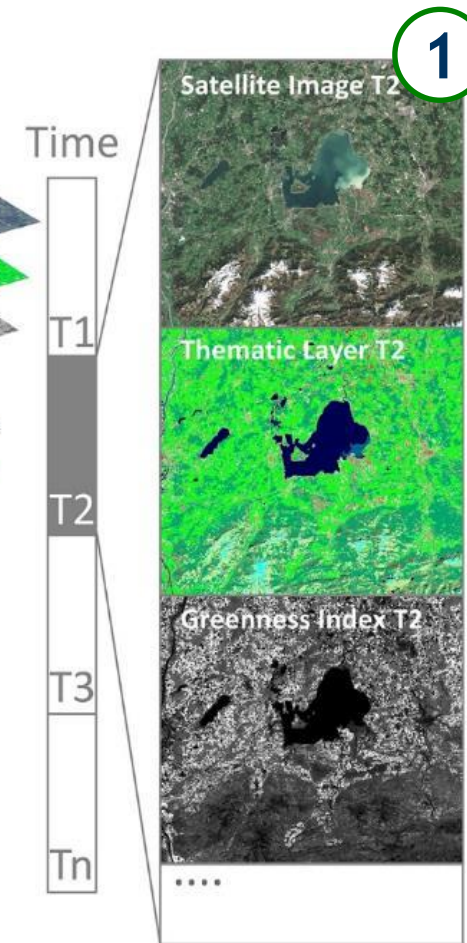 1
Satellite Image T2
Time
T1
Thematic Layer T2
T2
Greenness Index T2
T3
Tn
....